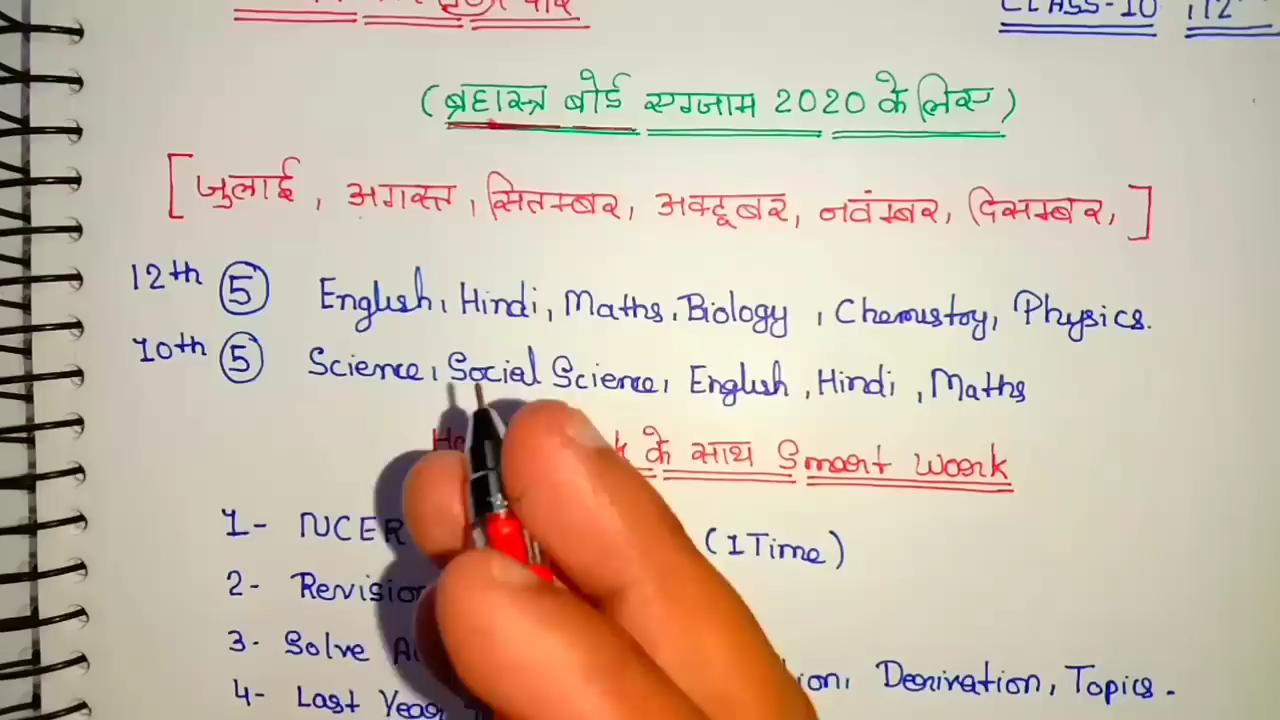 CLASS-10, 12
(ब्रहास्त्र बोर्ड एग्जाम 2020 के लिए)
[जुलाई, अगस्त, सितम्बर, अक्टूबर, नवंम्बर, दिसम्बर,]
12th 5 English, Hindi, Maths, Biology, Chemistry, Physics.
10th 5 Science, Social Science, English, Hindi, Maths
के साथ Smart work
1- NCER (1 Time)
2- Revision
3- Solve
4- Last Year Derivation, Topics.